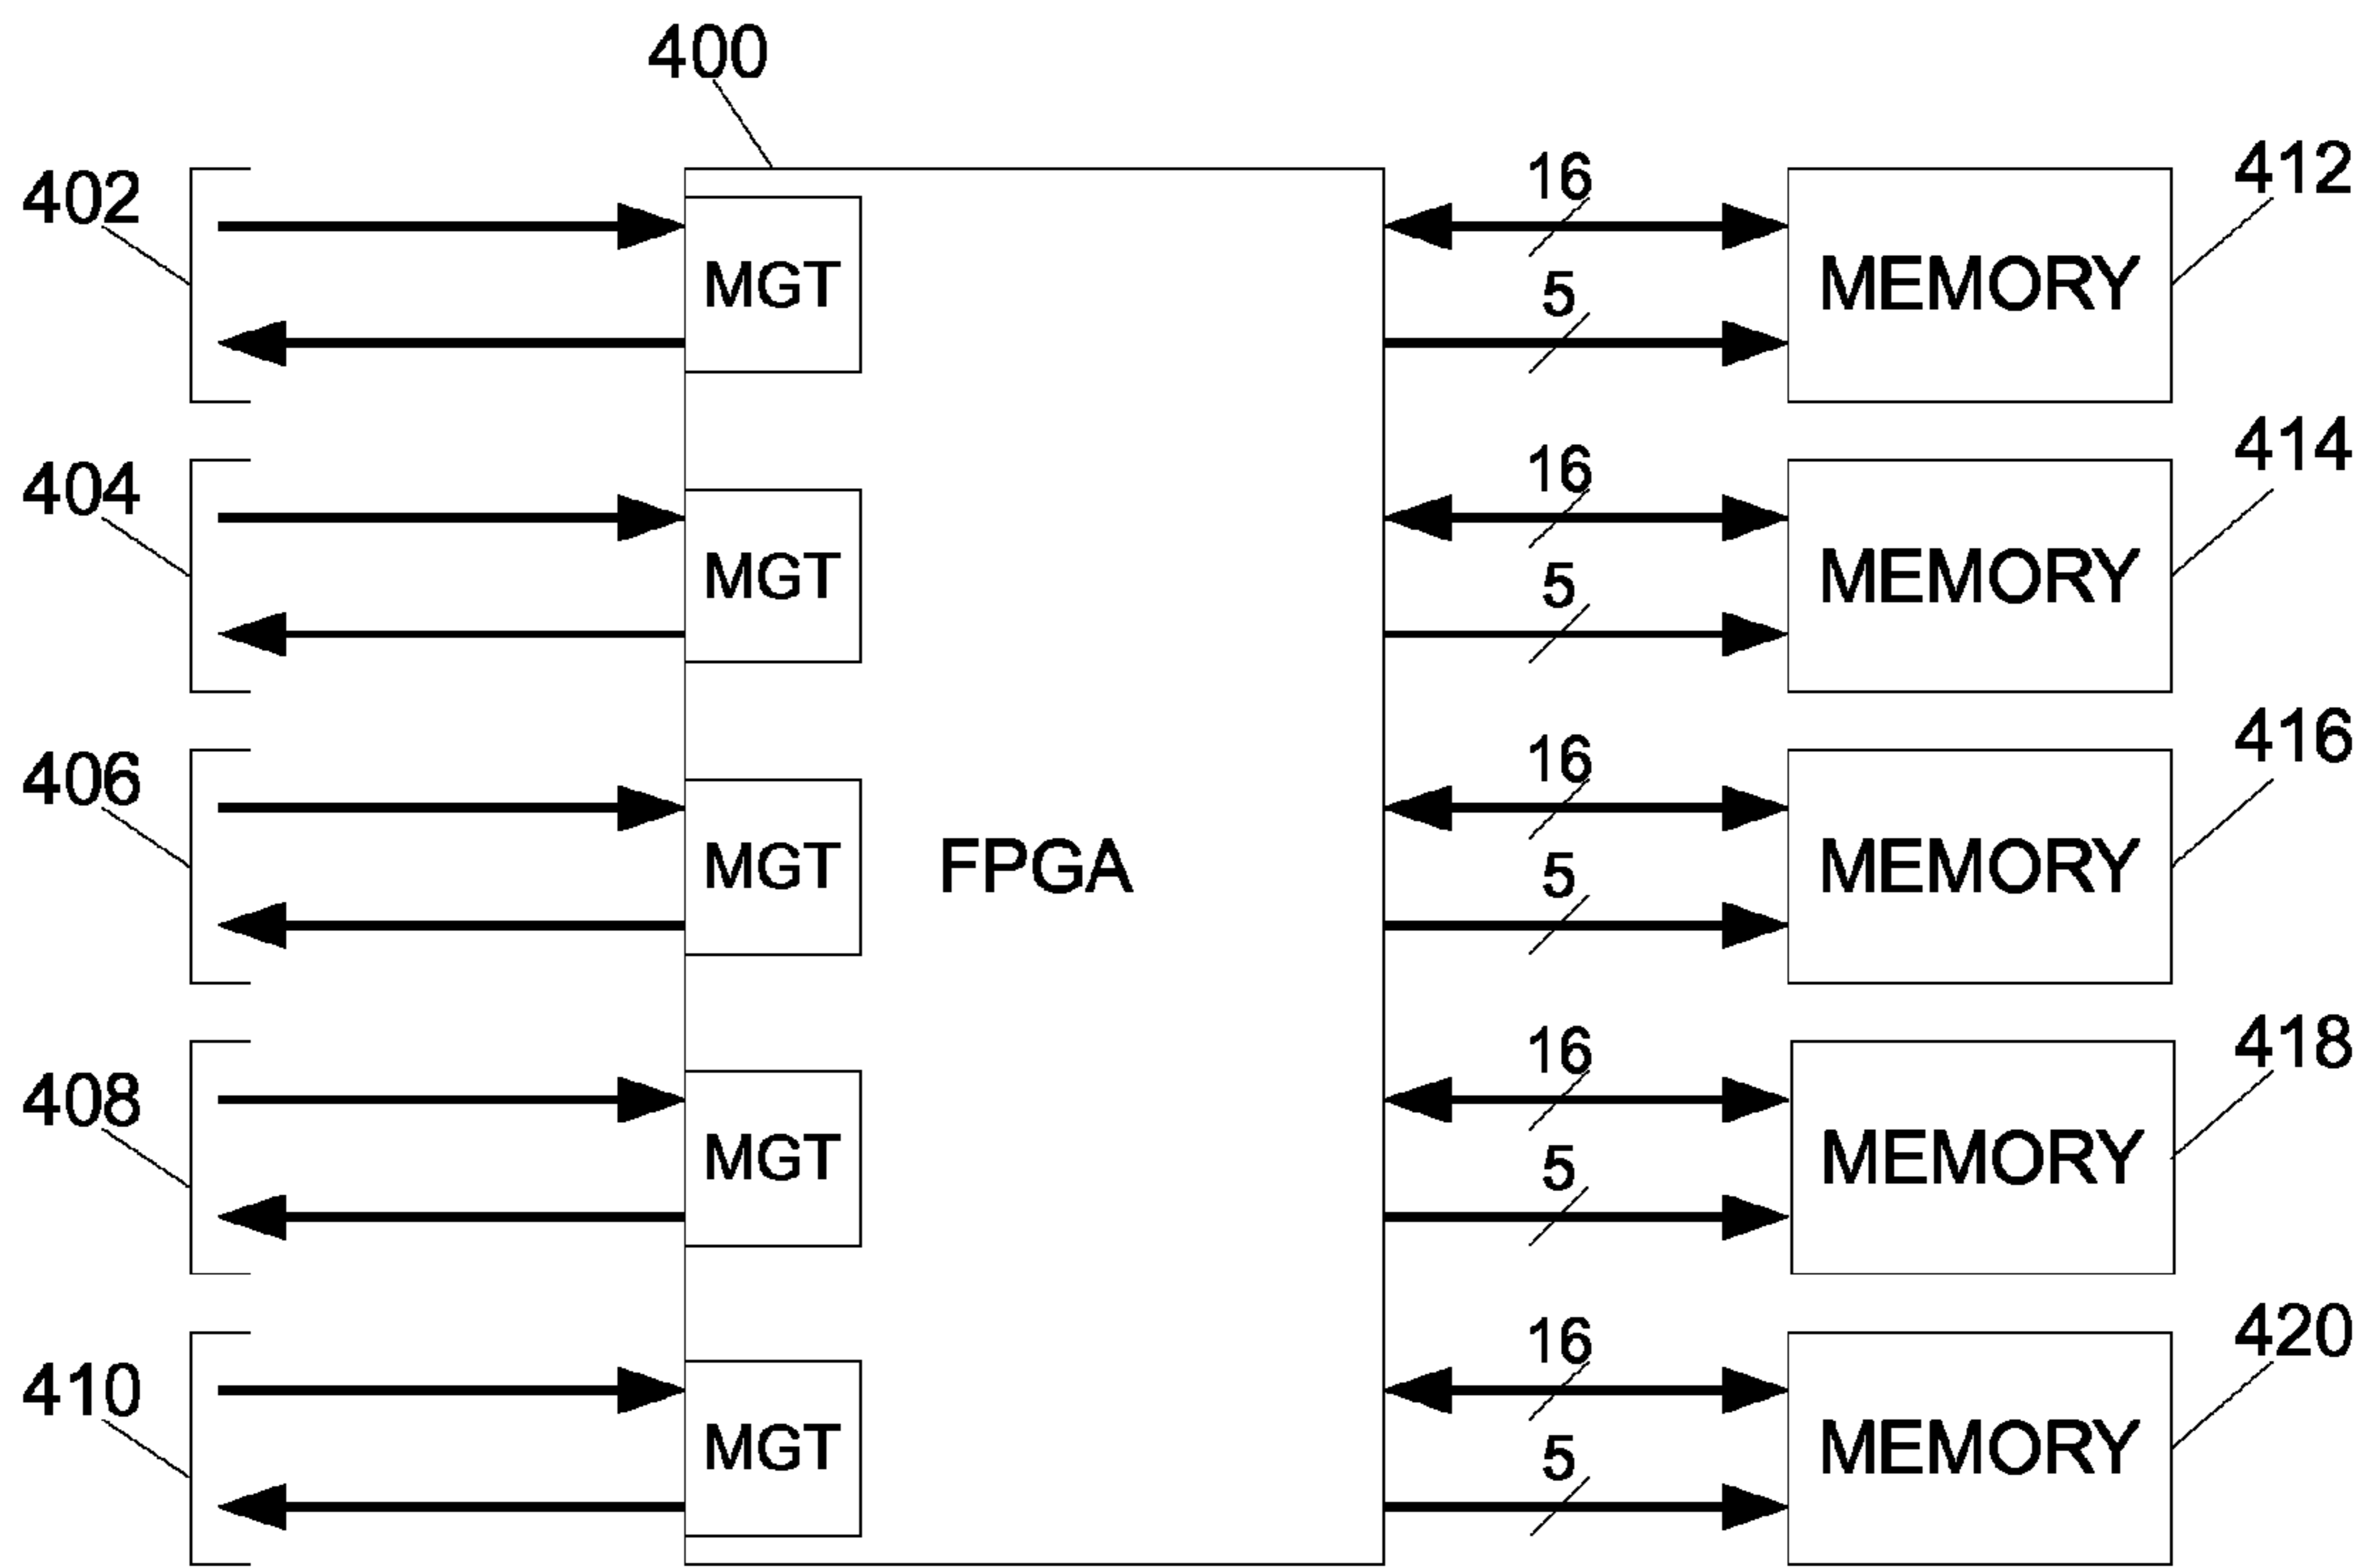 400
402 MGT 16 5 MEMORY 412
404 MGT 16 5 MEMORY 414
406 MGT FPGA 16 5 MEMORY 416
408 MGT 16 5 MEMORY 418
410 MGT 16 5 MEMORY 420